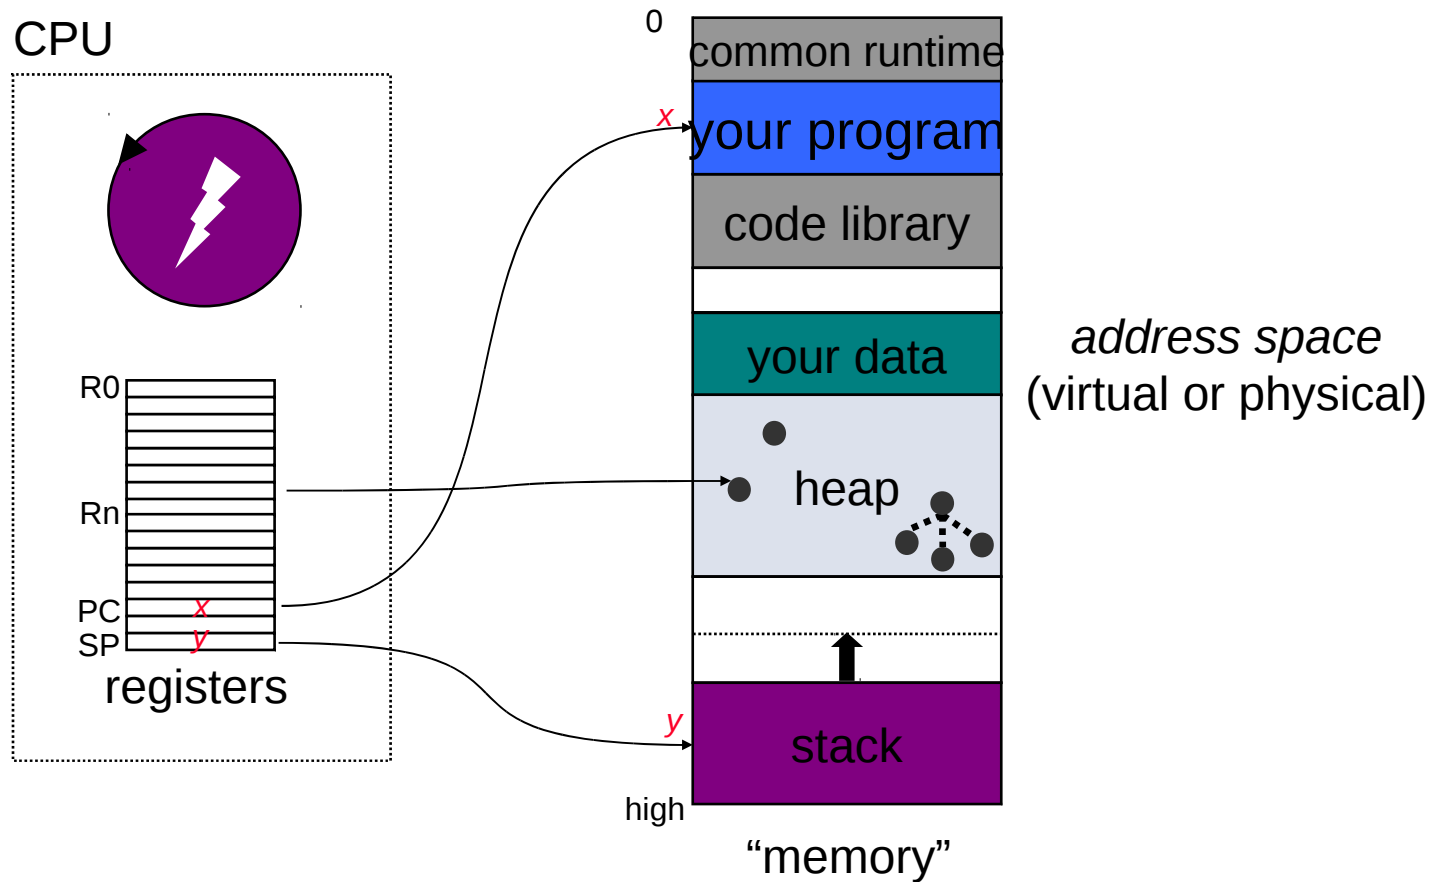 CPU
R0
Rn
PC
x
SP
y
registers
0
common runtime
x
your program
code library
your data
heap
y
stack
high
“memory”
address space
(virtual or physical)